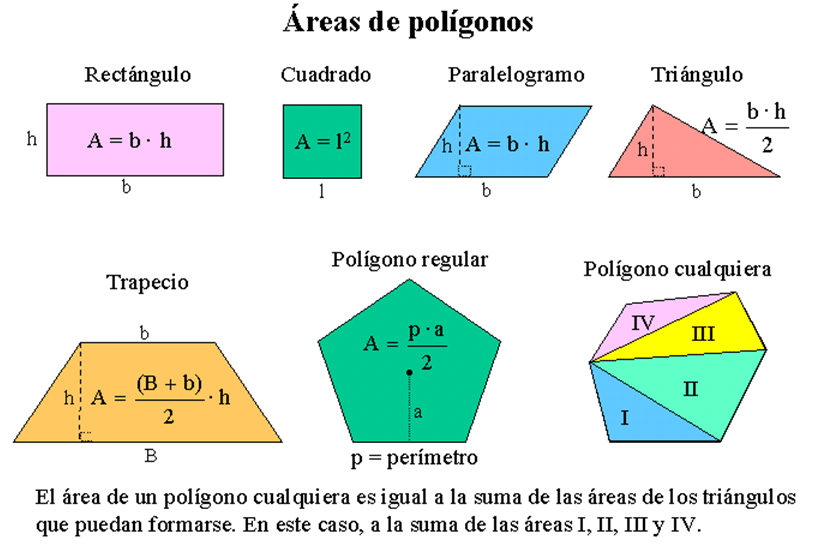 Áreas de polígonos
Rectángulo
Cuadrado
Paralelogramo
Triángulo
h
A = b · h
b
A = l²
l
h
A = b · h
b
h
A = b · h / 2
b
Trapecio
Polígono regular
Polígono cualquiera
b
h
A = (B + b) / 2 · h
B
A = p · a / 2
a
p = perímetro
IV
III
II
I
El área de un polígono cualquiera es igual a la suma de las áreas de los triángulos
que puedan formarse. En este caso, a la suma de las áreas I, II, III y IV.